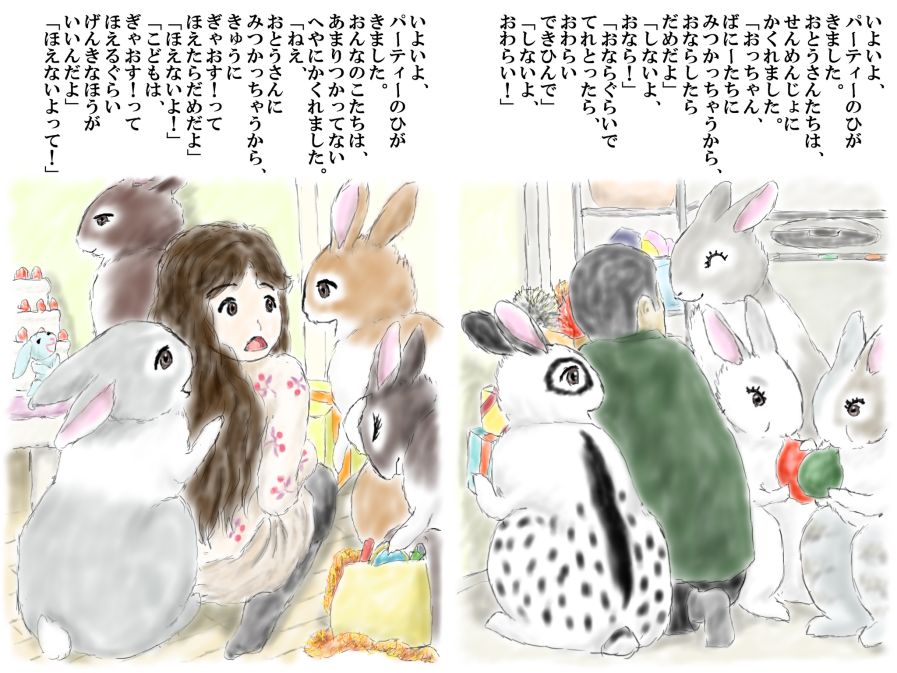 いよいよ、
パーティーのひが
きました。
おとうさんたちは、
せんめんじょに
かくれました。
「おっちゃん、
ばにーたちに
みつかっちゃうから、
おならしたら
だめだよ」
「しないよ、
おなら！」
「おならぐらいで
てれとったら、
おわらい
できひんで」
「しないよ、
おわらい！」
いよいよ、
パーティーのひが
きました。
おんなのこたちは、
あまりつかってない
へやにかくれました。
「ねえ、
おとうさんに
みつかっちゃうから、
きゅうに
ぎゃおす！って
ほえたらだめだよ」
「ほえないよ！」
「こどもは、
ぎゃおす！って
ほえるぐらい
げんきなほうが
いいんだよ」
「ほえないよって！」